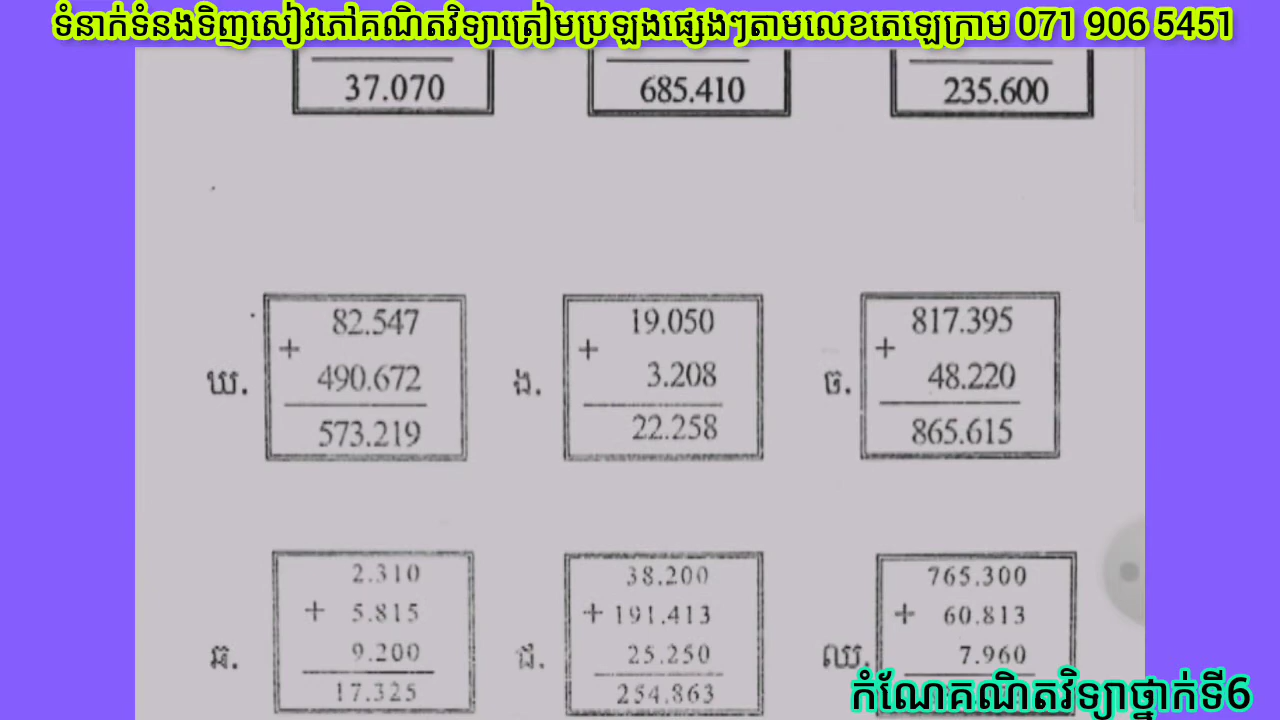 ទំនាក់ទំនងទិញសៀវភៅគណិតវិទ្យាត្រៀមប្រឡងផ្សេងៗតាមលេខតេឡេក្រាម 071 906 5451
37.070 685.410 235.600
82.547 19.050 817.395
+ + +
ឃ. 490.672 ង. 3.208 ច. 48.220
573.219 22.258 865.615
2.310 38.200 765.300
+ 5.815 + 191.413 + 60.813
ឆ. 9.200 ជ. 25.250 ឈ. 7.960
17.325 254.863
កំណែគណិតវិទ្យាថ្នាក់ទី6